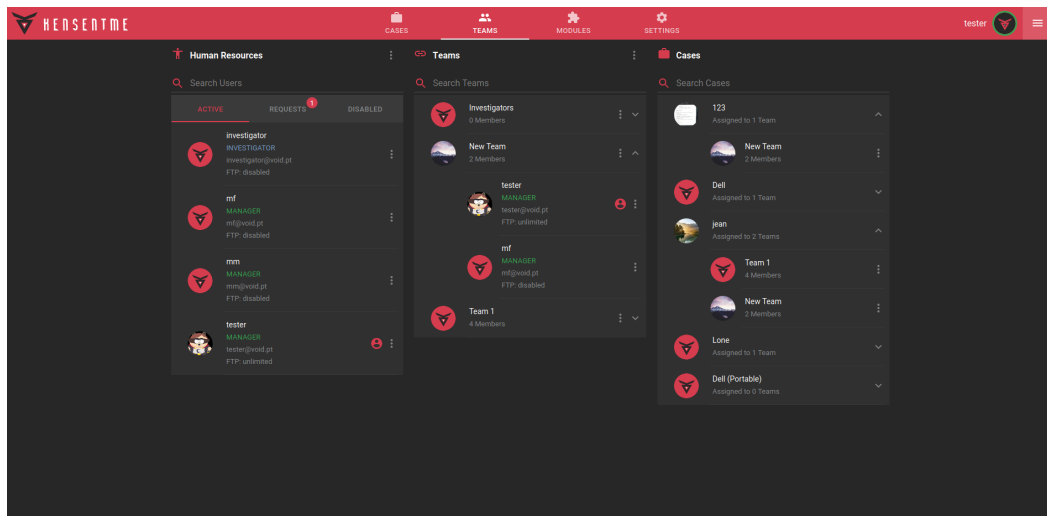 HENSENTME
CASES
TEAMS
MODULES
SETTINGS
tester
Human Resources
Search Users
ACTIVE
REQUESTS
1
DISABLED
investigator
INVESTIGATOR
investigator@void.pt
FTP: disabled
mf
MANAGER
mf@void.pt
FTP: disabled
mm
MANAGER
mm@void.pt
FTP: disabled
tester
MANAGER
tester@void.pt
FTP: unlimited
Teams
Search Teams
Investigators
0 Members
New Team
2 Members
tester
MANAGER
tester@void.pt
FTP: unlimited
mf
MANAGER
mf@void.pt
FTP: disabled
Team 1
4 Members
Cases
Search Cases
123
Assigned to 1 Team
New Team
2 Members
Dell
Assigned to 1 Team
jean
Assigned to 2 Teams
Team 1
4 Members
New Team
2 Members
Lone
Assigned to 1 Team
Dell (Portable)
Assigned to 0 Teams